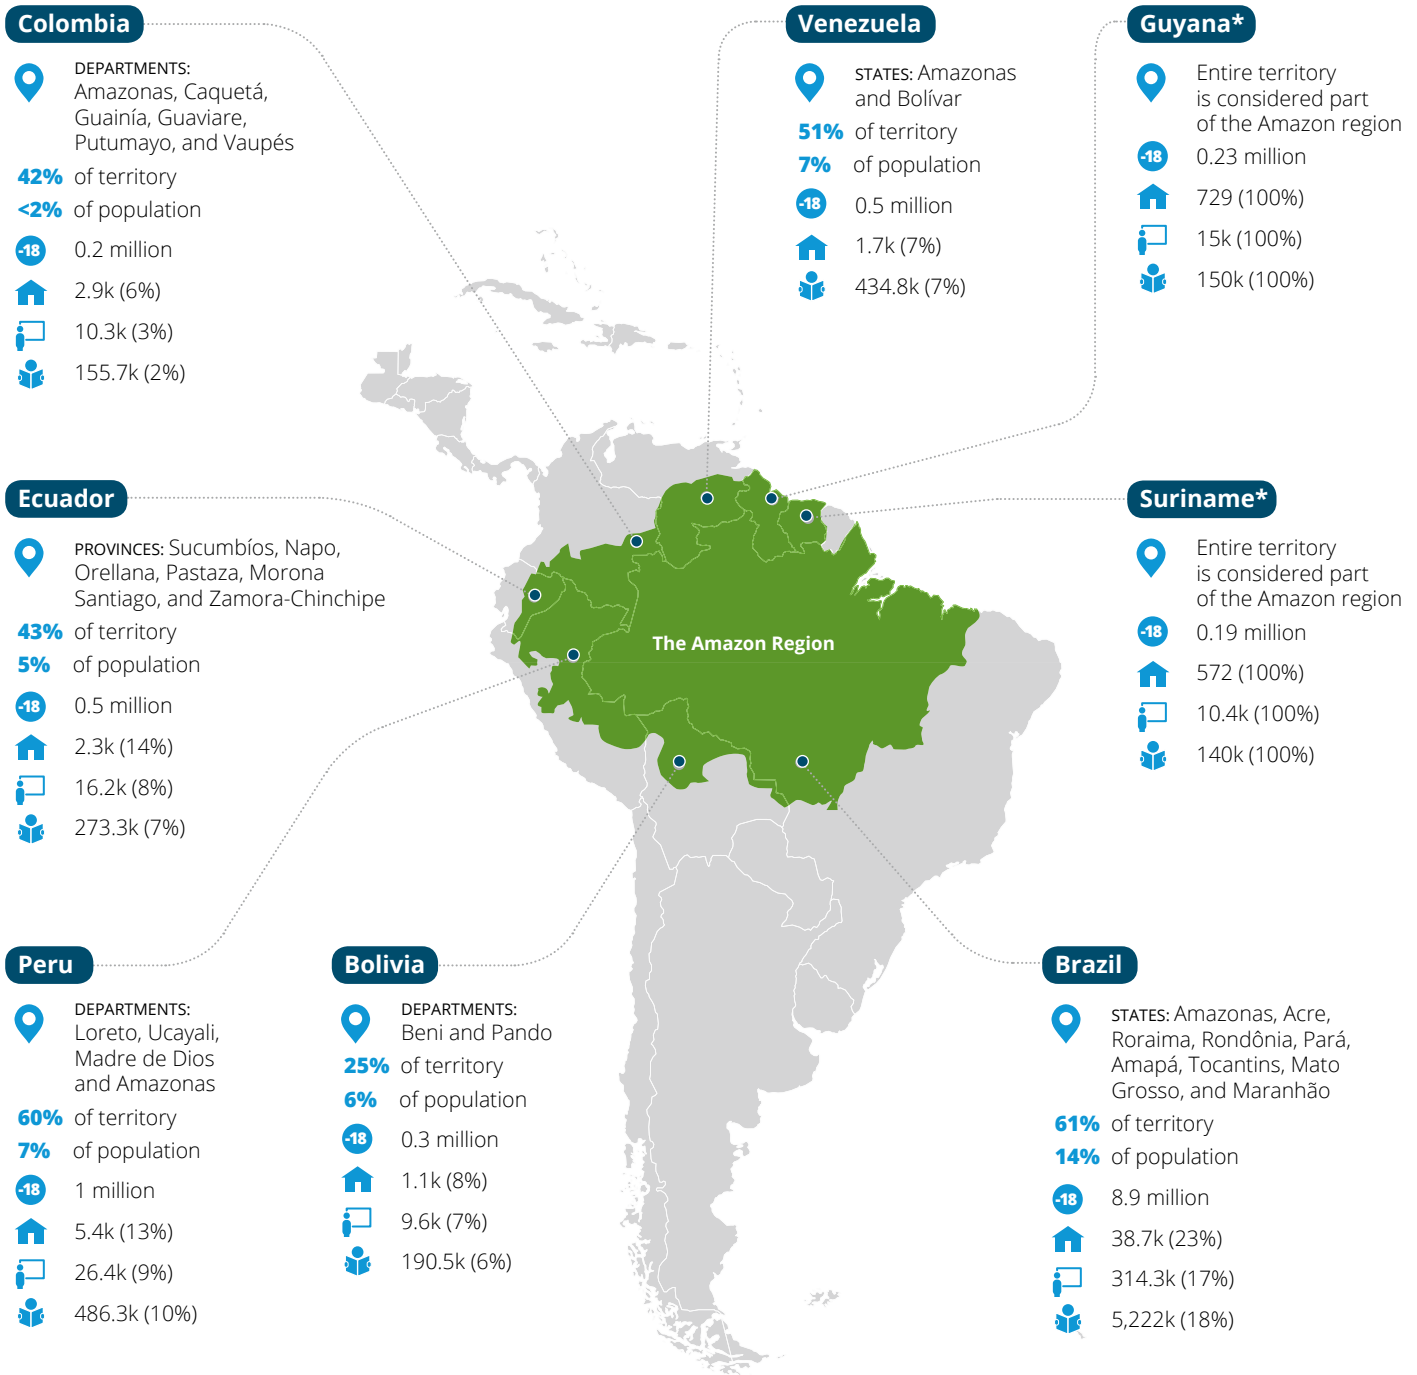 Colombia
DEPARTMENTS:
Amazonas, Caquetá,
Guainía, Guaviare,
Putumayo, and Vaupés
42% of territory
<2% of population
-18 0.2 million
2.9k (6%)
10.3k (3%)
155.7k (2%)
Venezuela
STATES: Amazonas
and Bolívar
51% of territory
7% of population
-18 0.5 million
1.7k (7%)
434.8k (7%)
Guyana*
Entire territory
is considered part
of the Amazon region
-18 0.23 million
729 (100%)
15k (100%)
150k (100%)
Ecuador
PROVINCES: Sucumbíos, Napo,
Orellana, Pastaza, Morona
Santiago, and Zamora-Chinchipe
43% of territory
5% of population
-18 0.5 million
2.3k (14%)
16.2k (8%)
273.3k (7%)
The Amazon Region
Suriname*
Entire territory
is considered part
of the Amazon region
-18 0.19 million
572 (100%)
10.4k (100%)
140k (100%)
Peru
DEPARTMENTS:
Loreto, Ucayali,
Madre de Dios
and Amazonas
60% of territory
7% of population
-18 1 million
5.4k (13%)
26.4k (9%)
486.3k (10%)
Bolivia
DEPARTMENTS:
Beni and Pando
25% of territory
6% of population
-18 0.3 million
1.1k (8%)
9.6k (7%)
190.5k (6%)
Brazil
STATES: Amazonas, Acre,
Roraima, Rondônia, Pará,
Amapá, Tocantins, Mato
Grosso, and Maranhão
61% of territory
14% of population
-18 8.9 million
38.7k (23%)
314.3k (17%)
5,222k (18%)